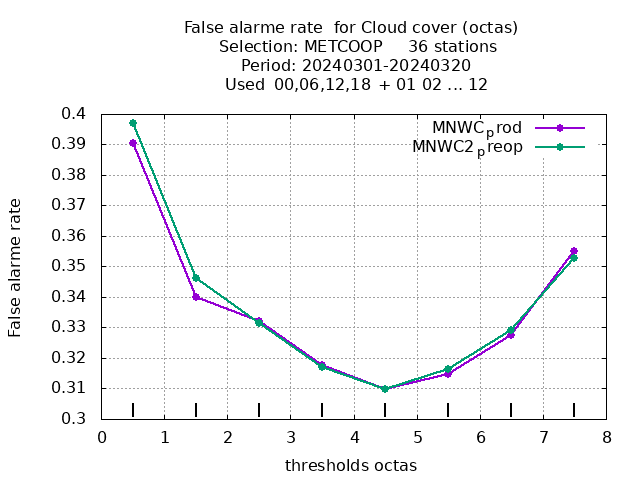 False alarme rate  for Cloud cover (octas)
Selection: METCOOP     36 stations
Period: 20240301-20240320
Used  00,06,12,18 + 01 02 ... 12
MNWCprod
MNWC2preop
0.4
0.39
0.38
0.37
0.36
0.35
0.34
0.33
0.32
0.31
0.3
False alarme rate
0 1 2 3 4 5 6 7 8
thresholds octas